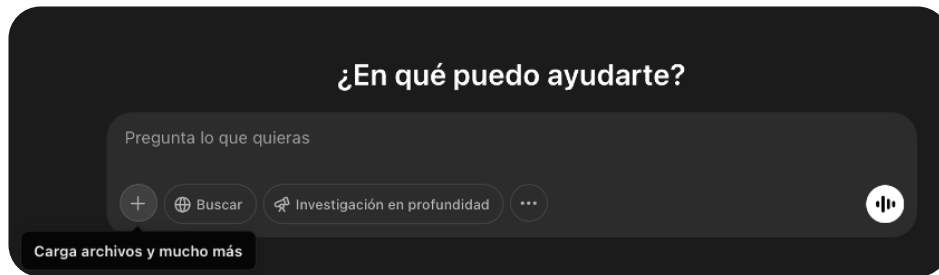 ¿En qué puedo ayudarte?
Pregunta lo que quieras
Buscar
Investigación en profundidad
Carga archivos y mucho más